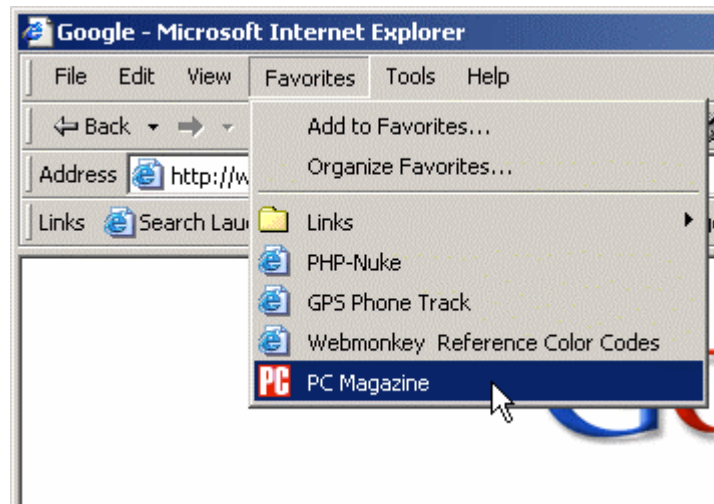 Google - Microsoft Internet Explorer
File Edit View Favorites Tools Help
Back
Add to Favorites...
Organize Favorites...
Address http://w
Links Search Lau
Links
PHP-Nuke
GPS Phone Track
Webmonkey Reference Color Codes
PC PC Magazine